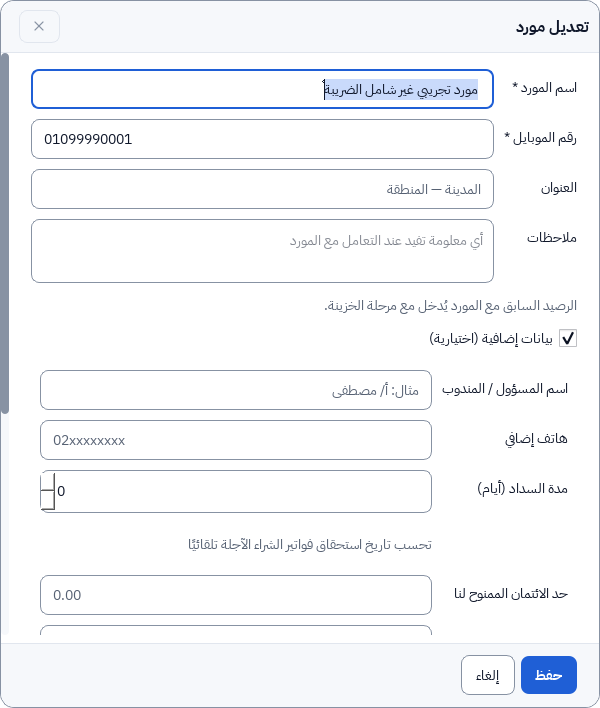 تعديل مورد
اسم المورد *
مورد تجريبي غير شامل الضريبة
رقم الموبايل *
01099990001
العنوان
المدينة — المنطقة
ملاحظات
أي معلومة تفيد عند التعامل مع المورد
الرصيد السابق مع المورد يُدخل مع مرحلة الخزينة.
بيانات إضافية (اختيارية)
اسم المسؤول / المندوب
مثال: أ/ مصطفى
هاتف إضافي
02xxxxxxxx
مدة السداد (أيام)
0
تحسب تاريخ استحقاق فواتير الشراء الآجلة تلقائيًا
حد الائتمان الممنوح لنا
0.00
حفظ
إلغاء